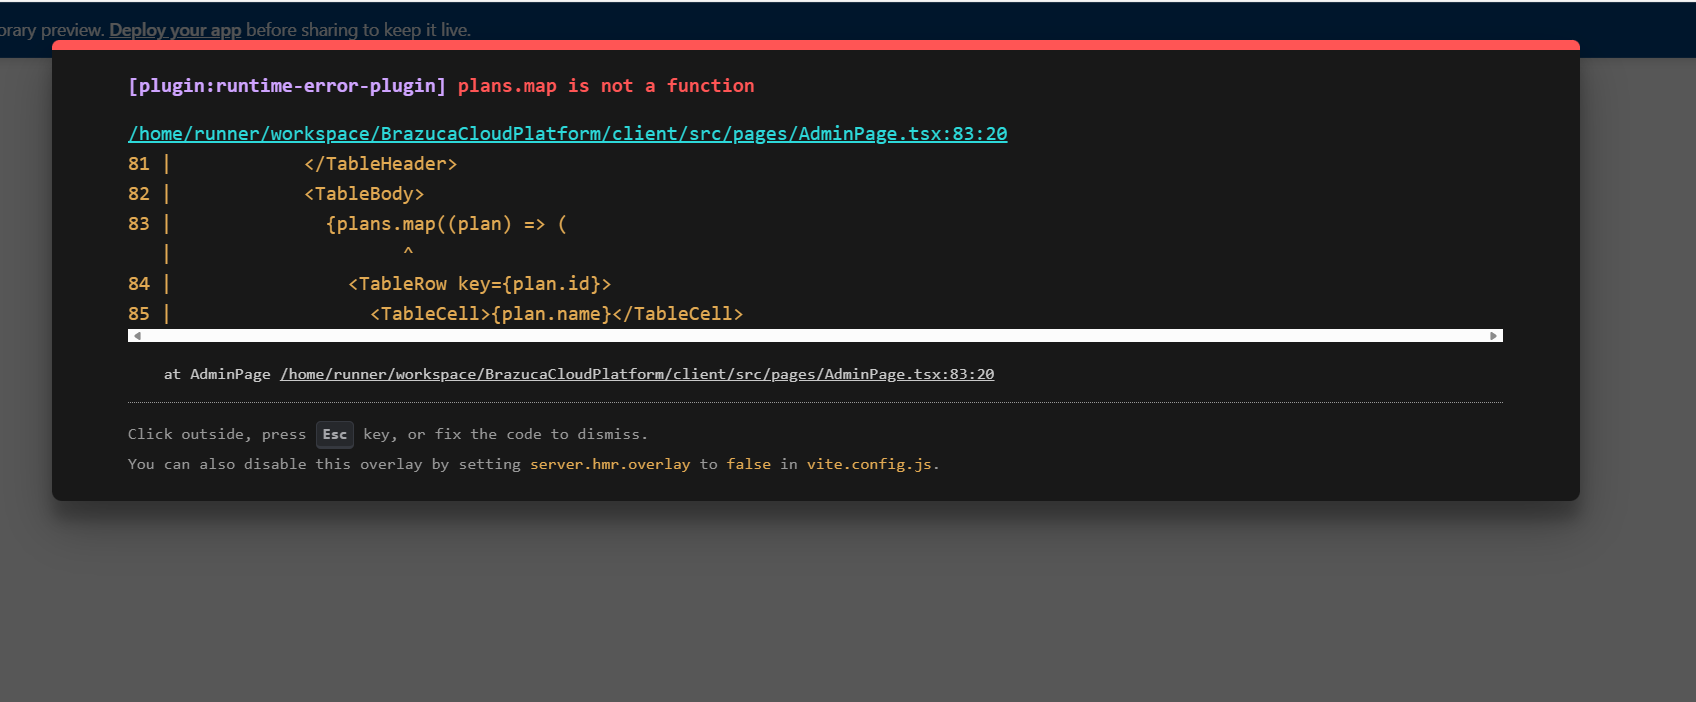 orary preview. Deploy your app before sharing to keep it live.
[plugin:runtime-error-plugin] plans.map is not a function
/home/runner/workspace/BrazucaCloudPlatform/client/src/pages/AdminPage.tsx:83:20
81 |            </TableHeader>
82 |            <TableBody>
83 |              {plans.map((plan) => (
   |                     ^
84 |                <TableRow key={plan.id}>
85 |                  <TableCell>{plan.name}</TableCell>
at AdminPage /home/runner/workspace/BrazucaCloudPlatform/client/src/pages/AdminPage.tsx:83:20
Click outside, press Esc key, or fix the code to dismiss.
You can also disable this overlay by setting server.hmr.overlay to false in vite.config.js.